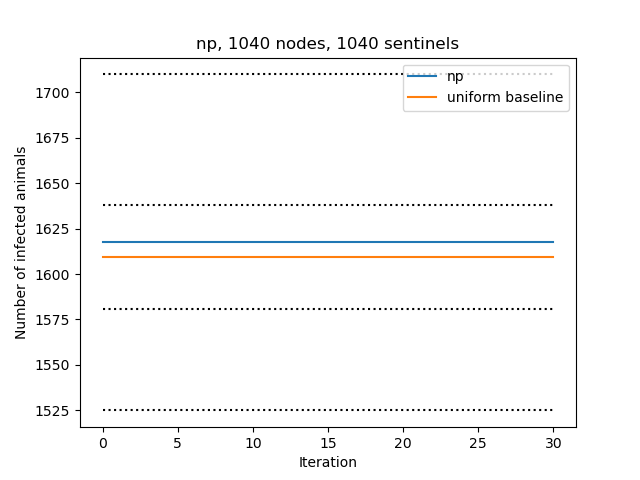 np, 1040 nodes, 1040 sentinels
np
uniform baseline
Number of infected animals
1700
1675
1650
1625
1600
1575
1550
1525
0 5 10 15 20 25 30
Iteration